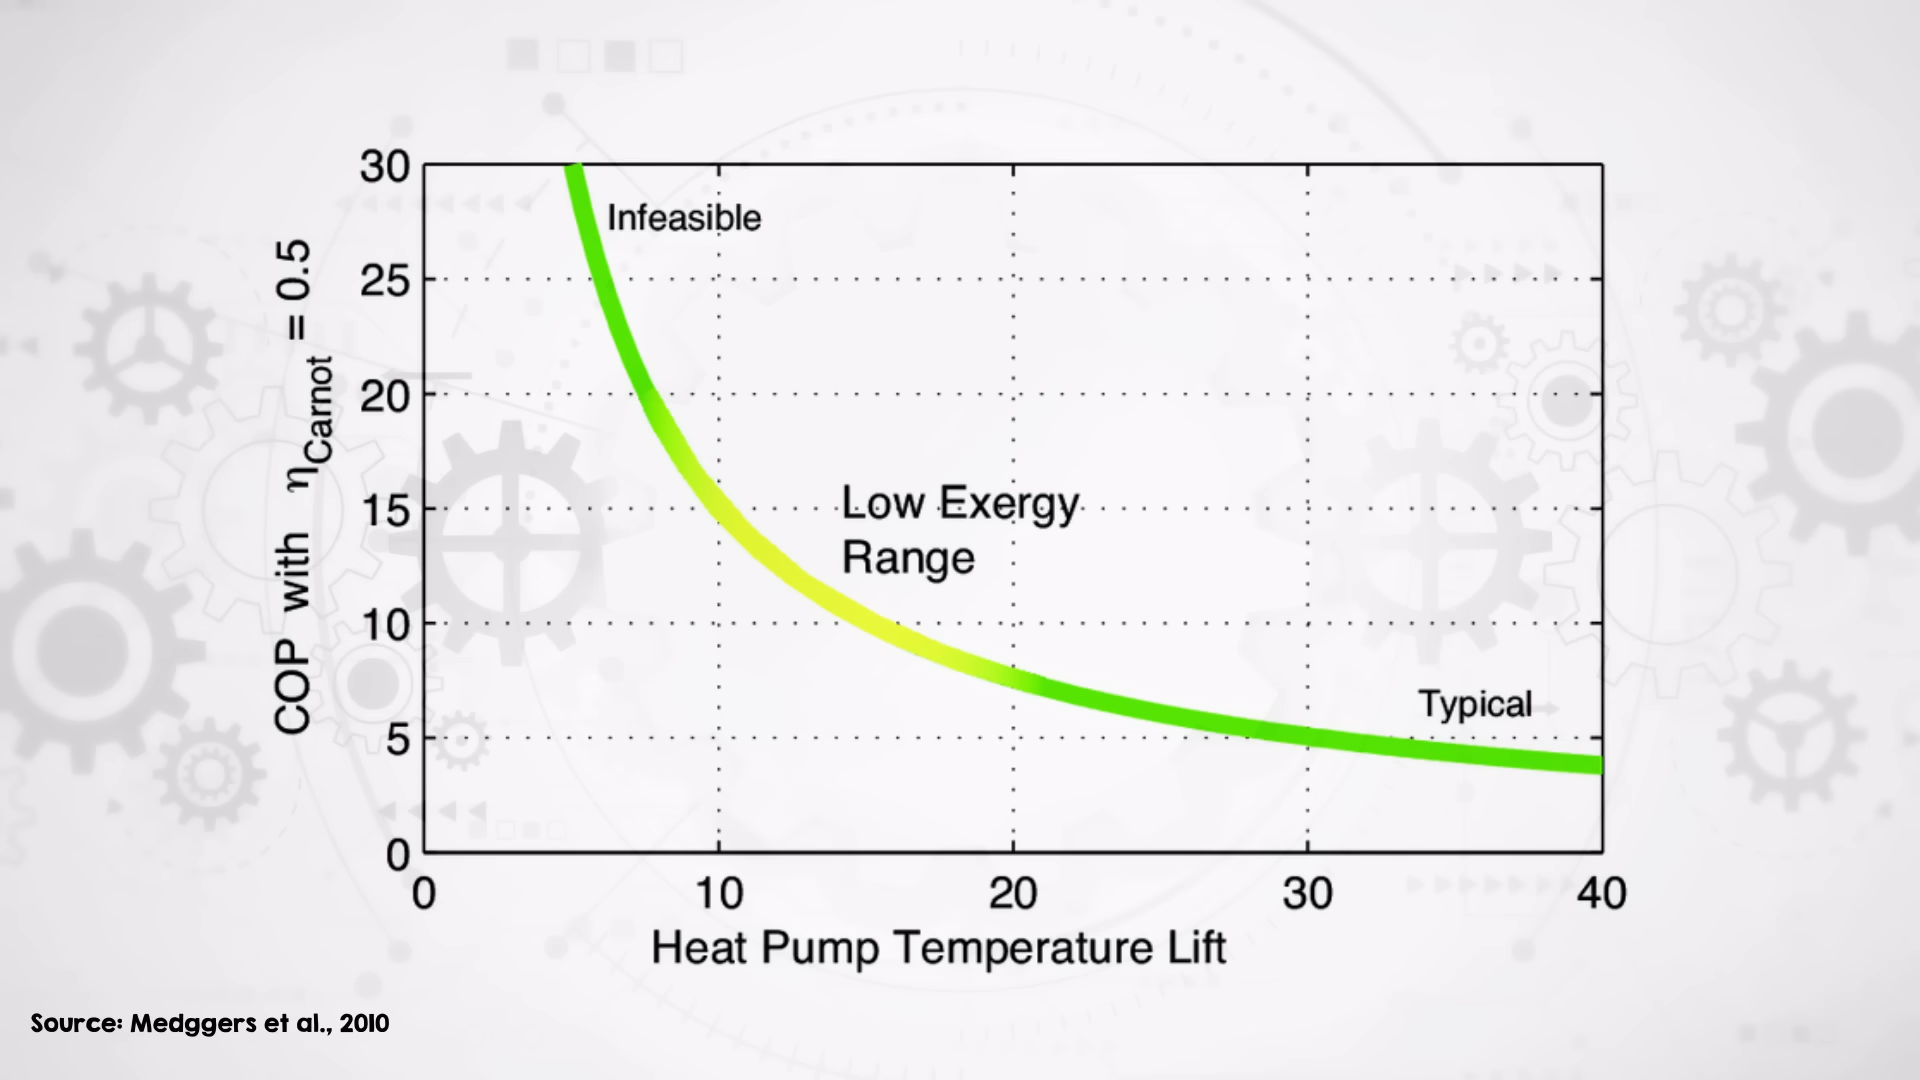 30
Infeasible
25
20
15
10
5
0
COP with ηCarnot = 0.5
Low Exergy
Range
Typical
0 10 20 30 40
Heat Pump Temperature Lift
Source: Medggers et al., 2010